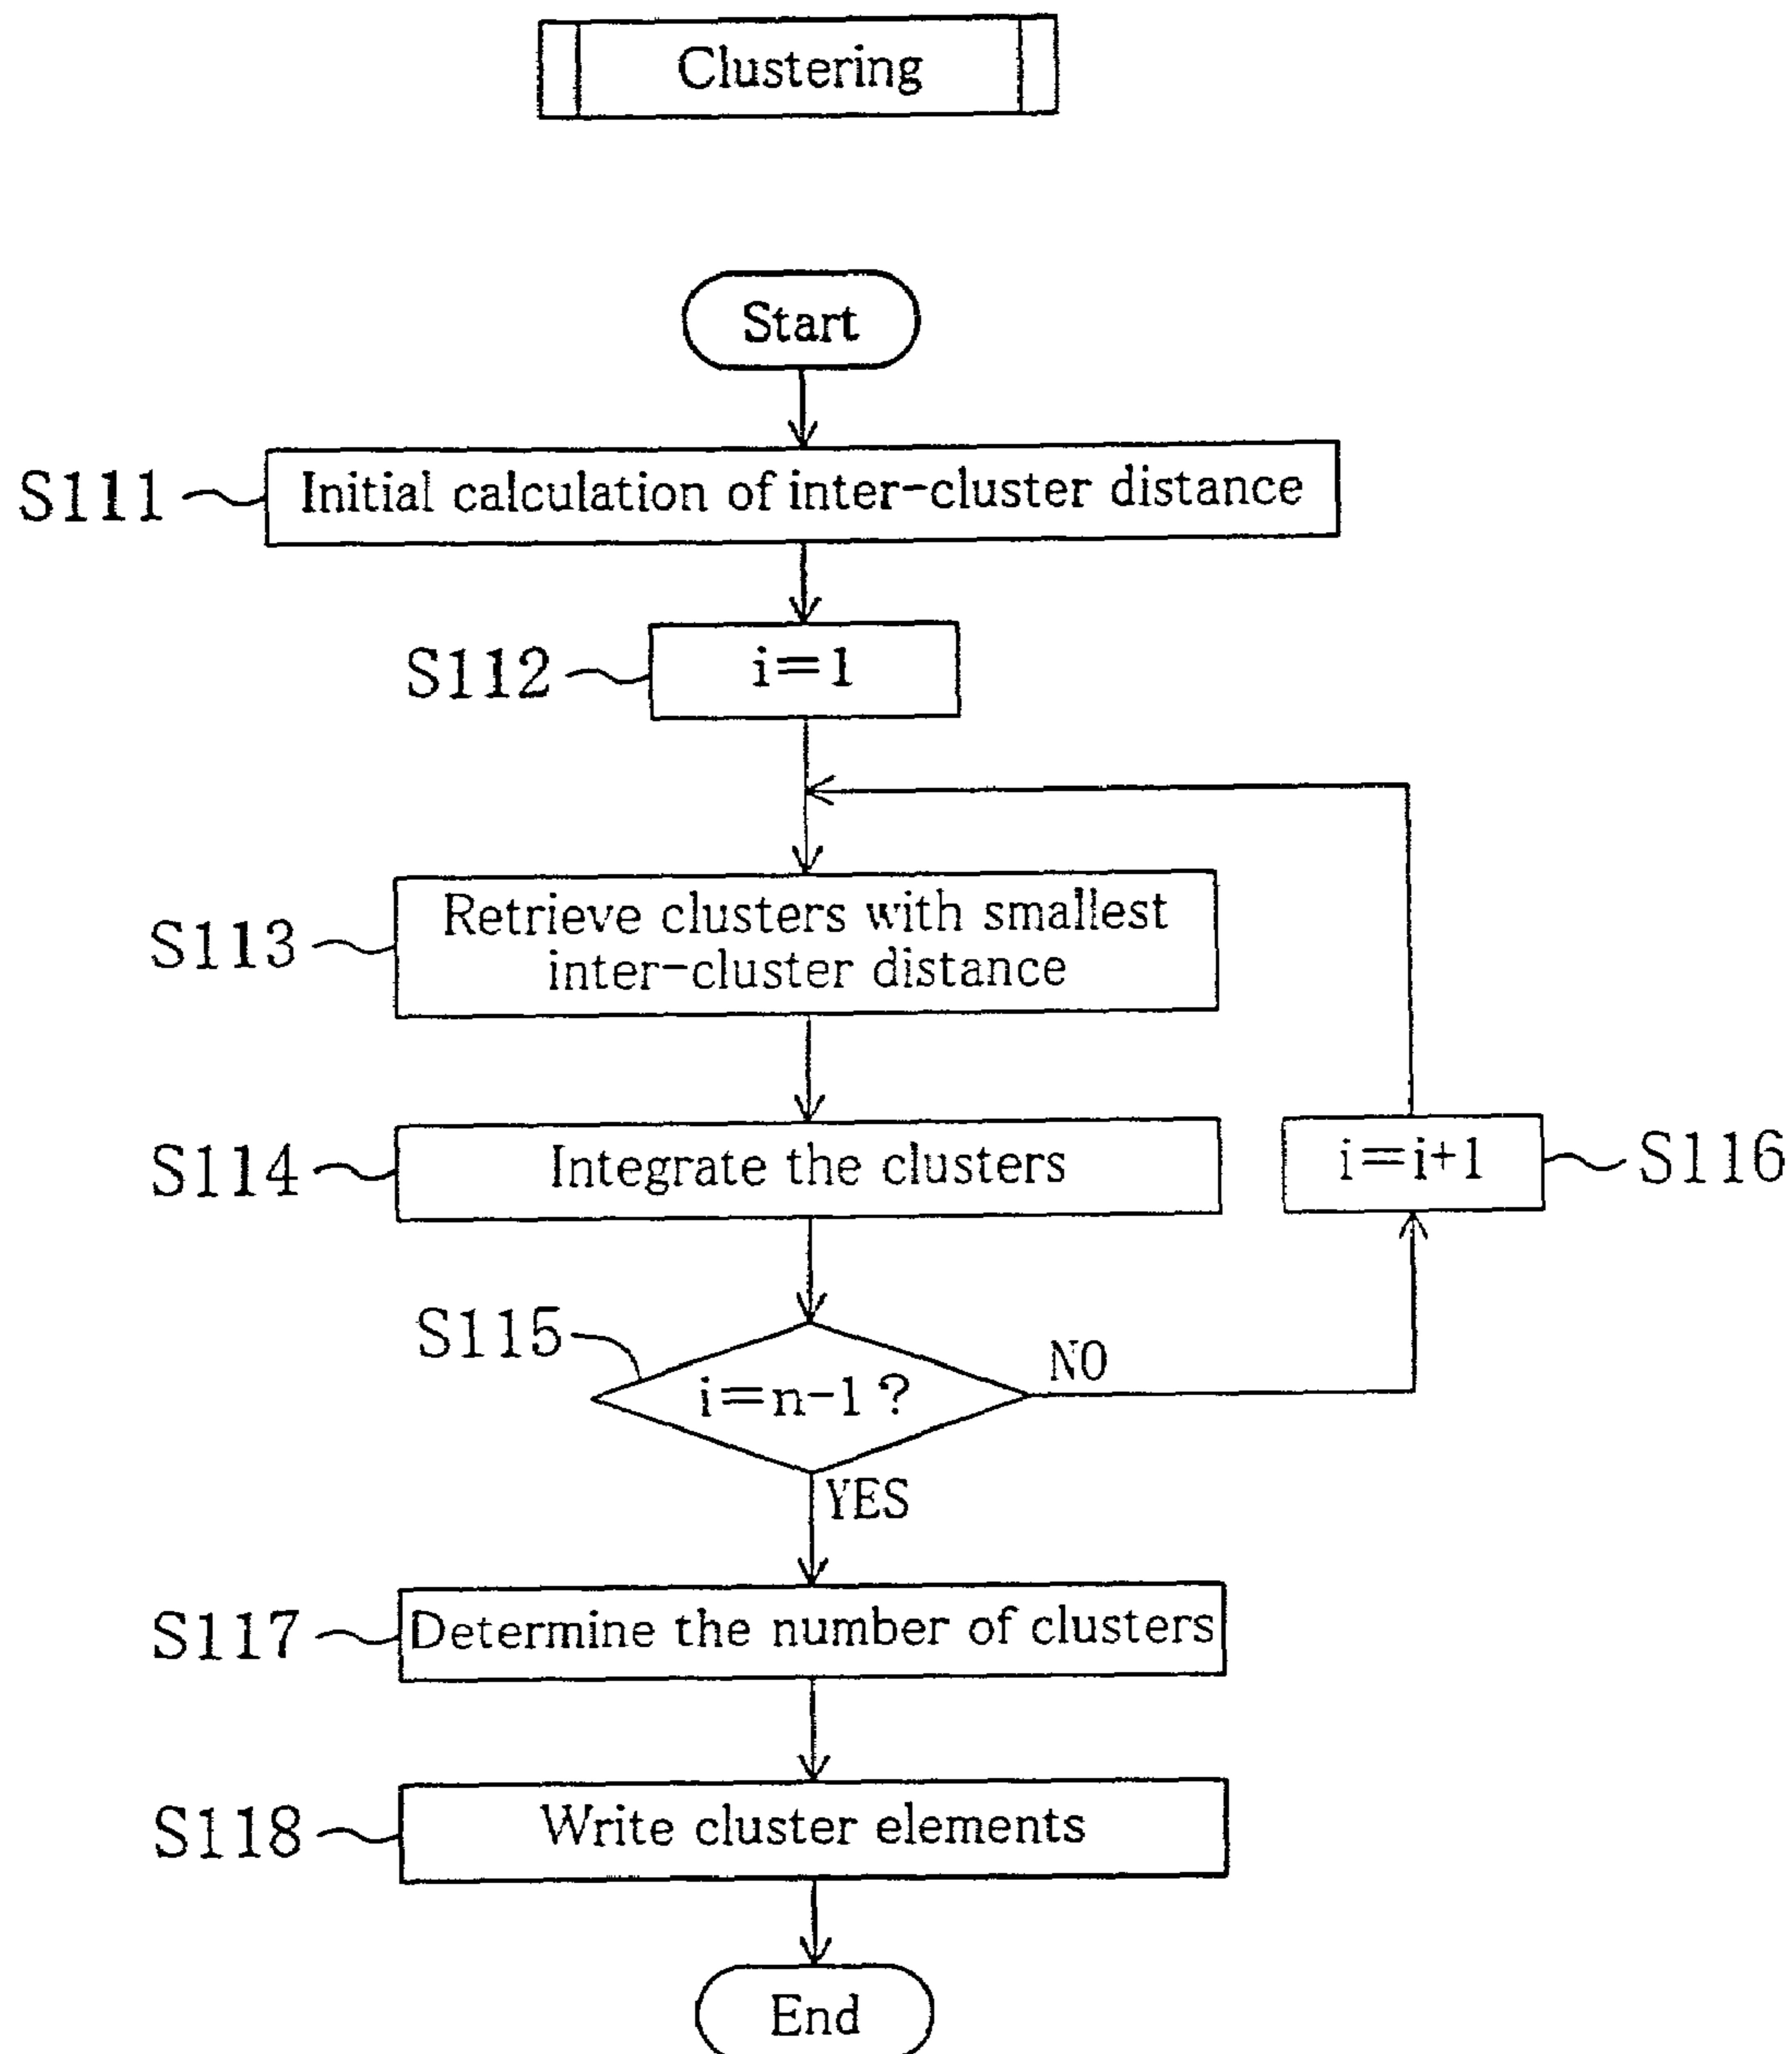 Clustering
Start
S111
Initial calculation of inter-cluster distance
S112
i=1
S113
Retrieve clusters with smallest
inter-cluster distance
S114
Integrate the clusters
i=i+1
S116
S115
i=n-1?
NO
YES
S117
Determine the number of clusters
S118
Write cluster elements
End